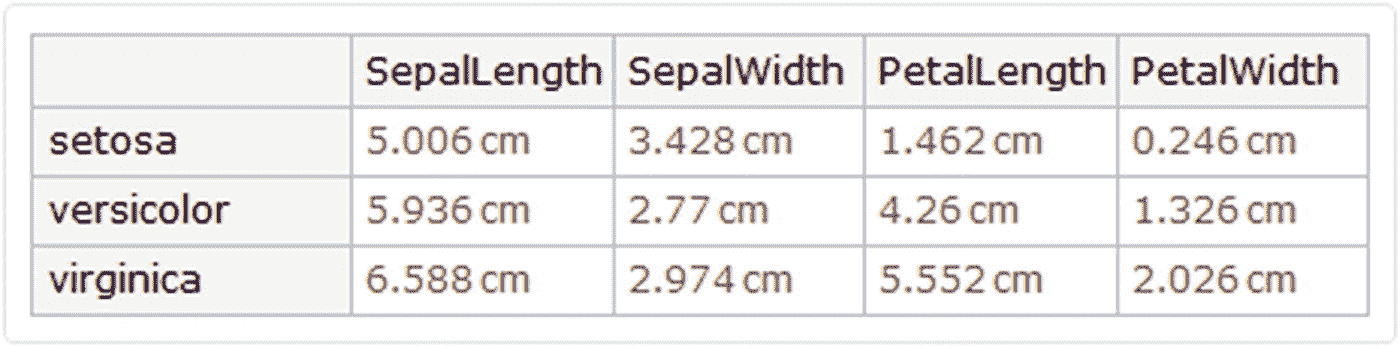 SepalLength SepalWidth PetalLength PetalWidth
setosa 5.006 cm 3.428 cm 1.462 cm 0.246 cm
versicolor 5.936 cm 2.77 cm 4.26 cm 1.326 cm
virginica 6.588 cm 2.974 cm 5.552 cm 2.026 cm